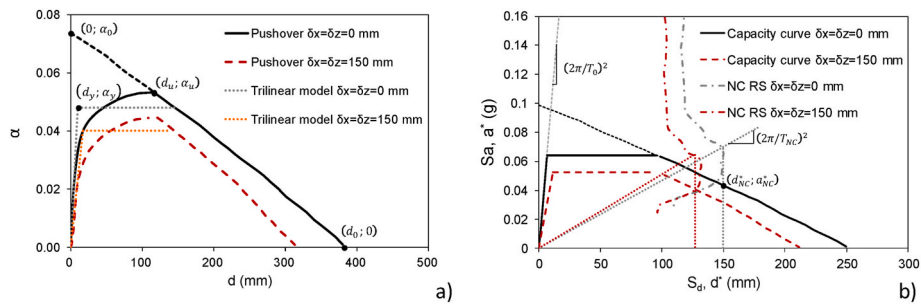 (0; α₀)
(d_u; α_u)
(d_y; α_y)
(d₀; 0)
Pushover δx=δz=0 mm
Pushover δx=δz=150 mm
Trilinear model δx=δz=0 mm
Trilinear model δx=δz=150 mm
0.08
0.06
0.04
0.02
0.00
α
0
100
200
300
400
500
d (mm)
a)
(2π/T₀)²
Capacity curve δx=δz=0 mm
Capacity curve δx=δz=150 mm
NC RS δx=δz=0 mm
NC RS δx=δz=150 mm
(2π/T_NC)²
(d*_NC; a*_NC)
0.16
0.14
0.12
0.1
0.08
0.06
0.04
0.02
0
Sa, a* (g)
0
50
100
150
200
250
300
S_d, d* (mm)
b)